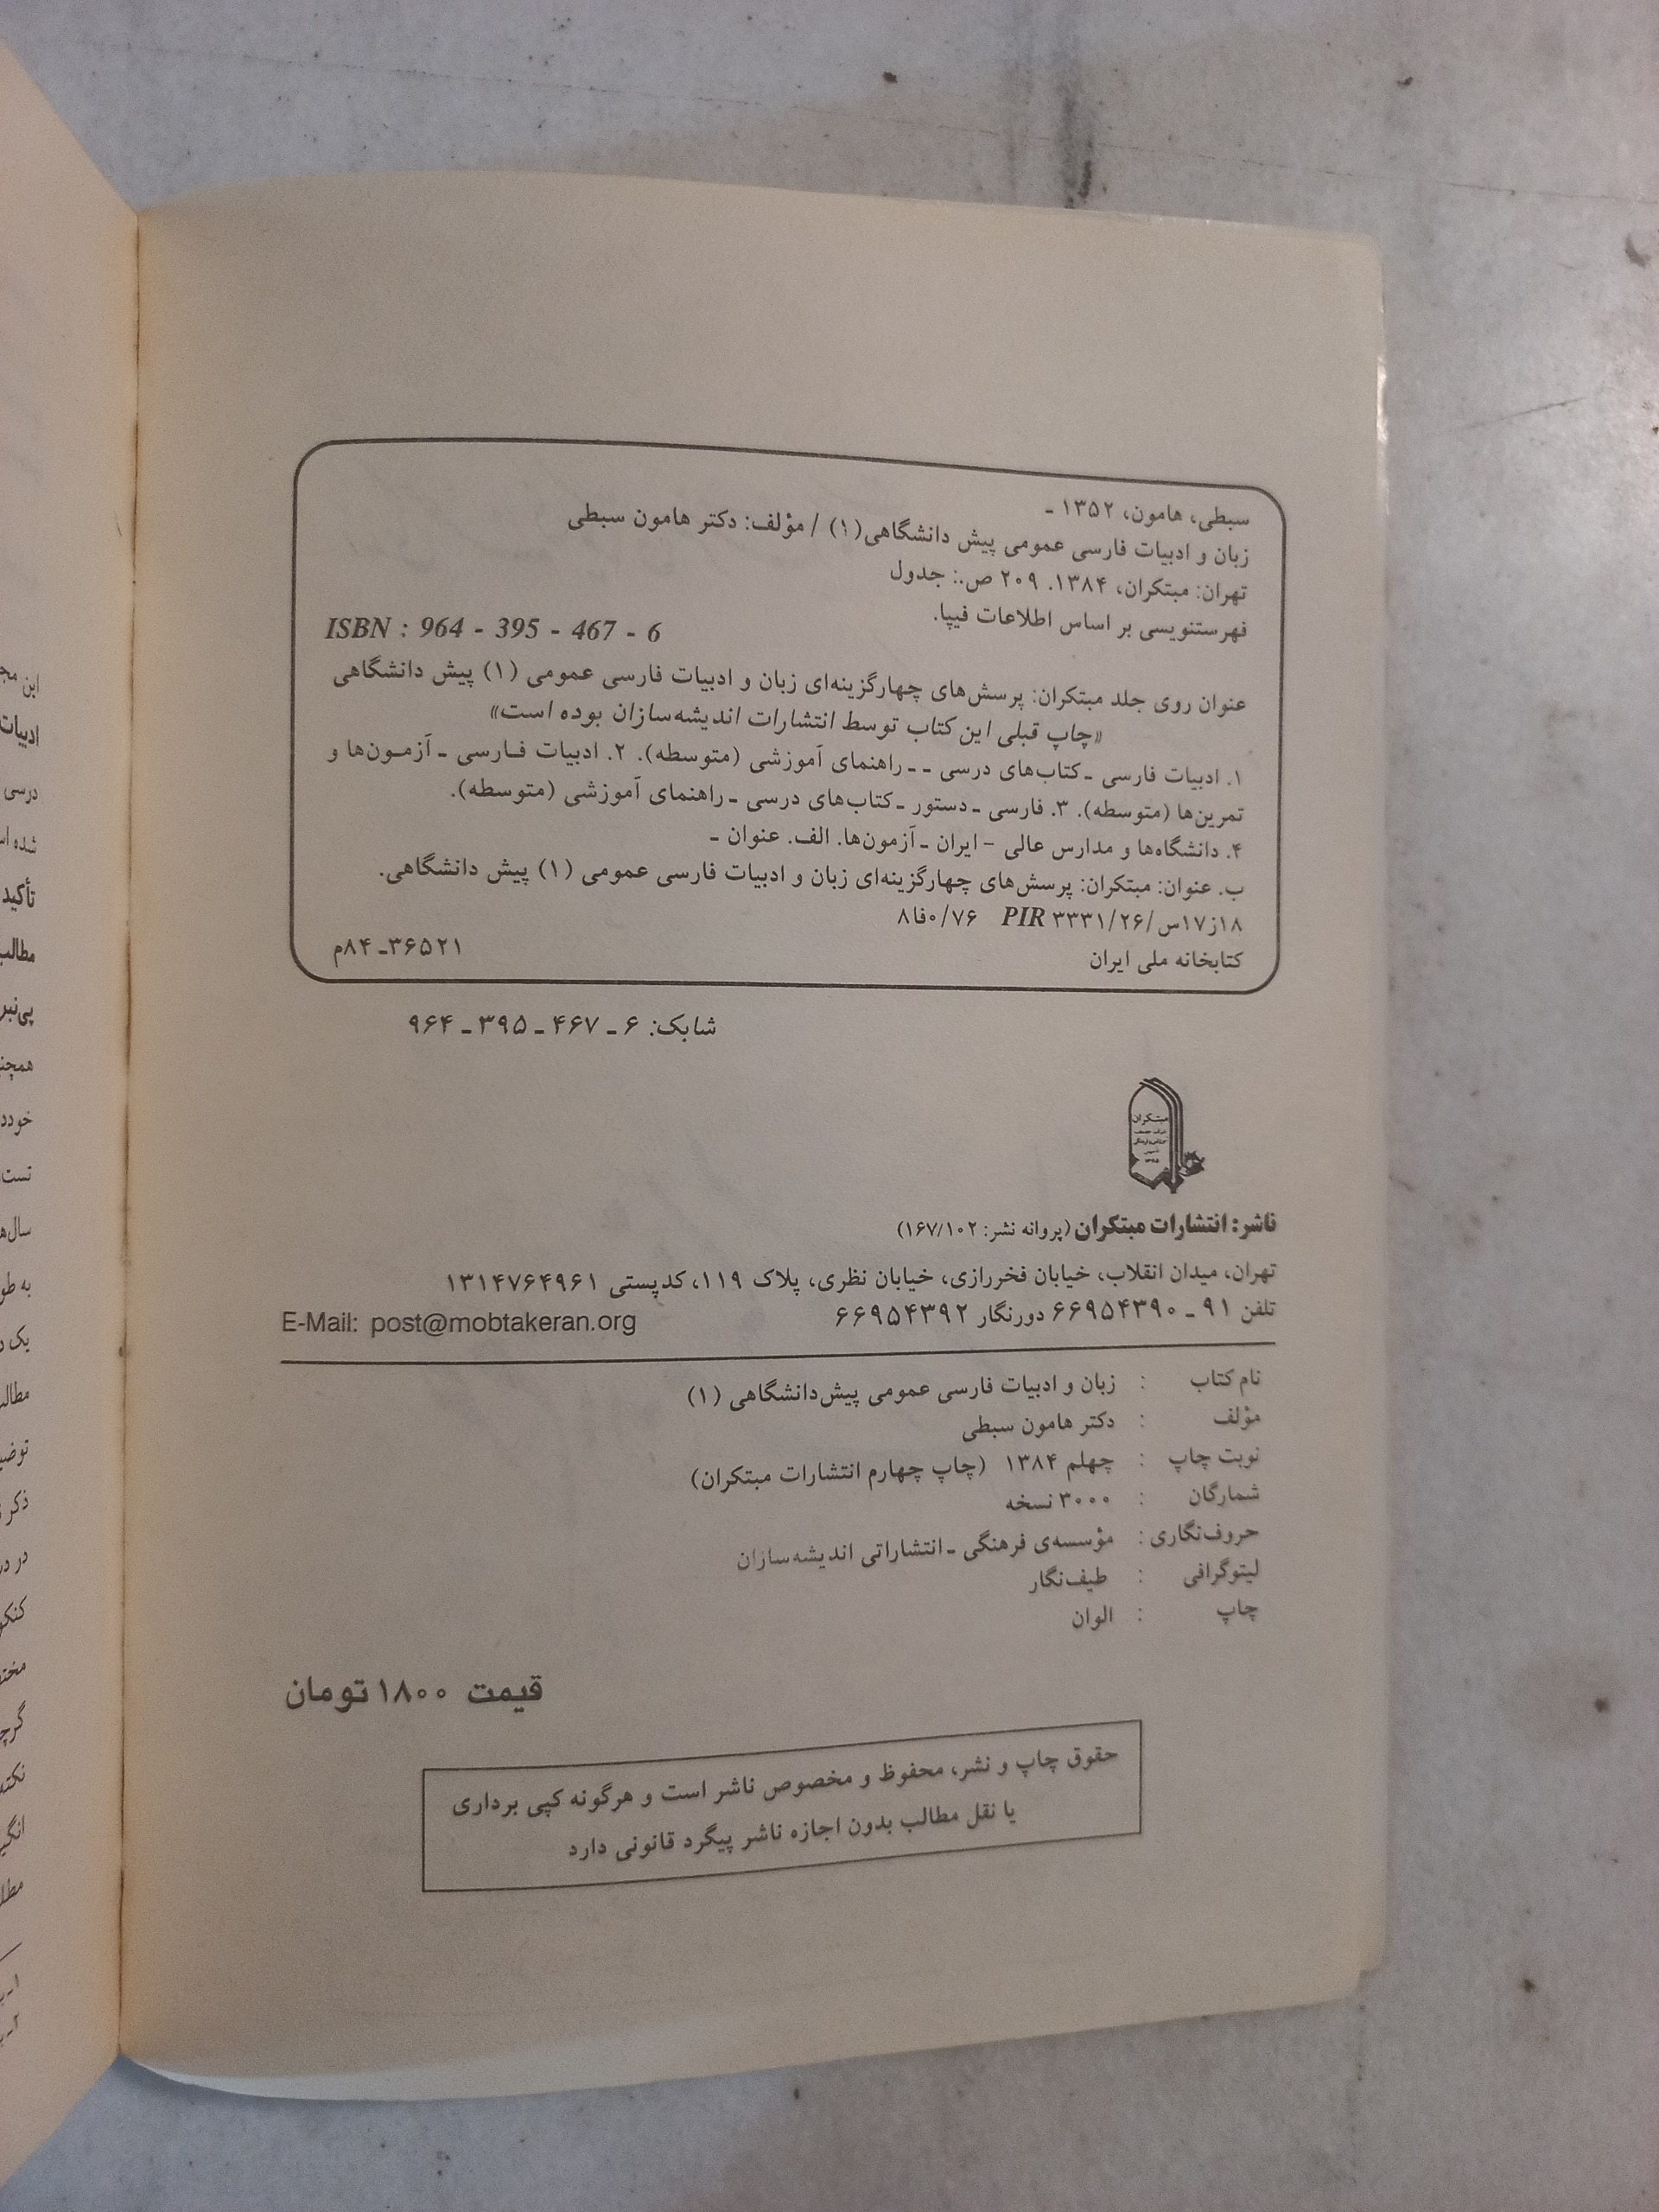 سبطی، هامون، ۱۳۵۲ ـ
زبان و ادبیات فارسی عمومی پیش دانشگاهی(۱) / مؤلف: دکتر هامون سبطی
تهران: مبتکران، ۱۳۸۴. ۲۰۹ ص.: جدول
فهرستنویسی بر اساس اطلاعات فیپا.
ISBN : 964 - 395 - 467 - 6
عنوان روی جلد مبتکران: پرسش‌های چهارگزینه‌ای زبان و ادبیات فارسی عمومی (۱) پیش دانشگاهی
«چاپ قبلی این کتاب توسط انتشارات اندیشه‌سازان بوده است»
۱. ادبیات فارسی ـ کتاب‌های درسی ـ ـ راهنمای آموزشی (متوسطه). ۲. ادبیات فـارسی ـ آزمـون‌ها و
تمرین‌ها (متوسطه). ۳. فارسی ـ دستور ـ کتاب‌های درسی ـ راهنمای آموزشی (متوسطه).
۴. دانشگاه‌ها و مدارس عالی - ایران ـ آزمون‌ها. الف. عنوان ـ
ب. عنوان: مبتکران: پرسش‌های چهارگزینه‌ای زبان و ادبیات فارسی عمومی (۱) پیش دانشگاهی.
۱۸ز۱۷س/۲۶/۳۳۳۱ PIR ۰/۷۶فا۸
کتابخانه ملی ایران
۳۶۵۲۱ـ۸۴م
شابک: ۶ ـ ۴۶۷ ـ ۳۹۵ ـ ۹۶۴
مبتکران
ناشر: انتشارات مبتکران (پروانه نشر: ۱۶۷/۱۰۲)
تهران، میدان انقلاب، خیابان فخررازی، خیابان نظری، پلاک ۱۱۹، کدپستی ۱۳۱۴۷۶۴۹۶۱
تلفن ۹۱ ـ ۶۶۹۵۴۳۹۰ دورنگار ۶۶۹۵۴۳۹۲
E-Mail: post@mobtakeran.org
نام کتاب : زبان و ادبیات فارسی عمومی پیش‌دانشگاهی (۱)
مؤلف : دکتر هامون سبطی
نوبت چاپ : چهلم ۱۳۸۴ (چاپ چهارم انتشارات مبتکران)
شمارگان : ۳۰۰۰ نسخه
حروف‌نگاری : مؤسسه‌ی فرهنگی ـ انتشاراتی اندیشه‌سازان
لیتوگرافی : طیف‌نگار
چاپ : الوان
قیمت ۱۸۰۰ تومان
حقوق چاپ و نشر، محفوظ و مخصوص ناشر است و هرگونه کپی برداری
یا نقل مطالب بدون اجازه ناشر پیگرد قانونی دارد